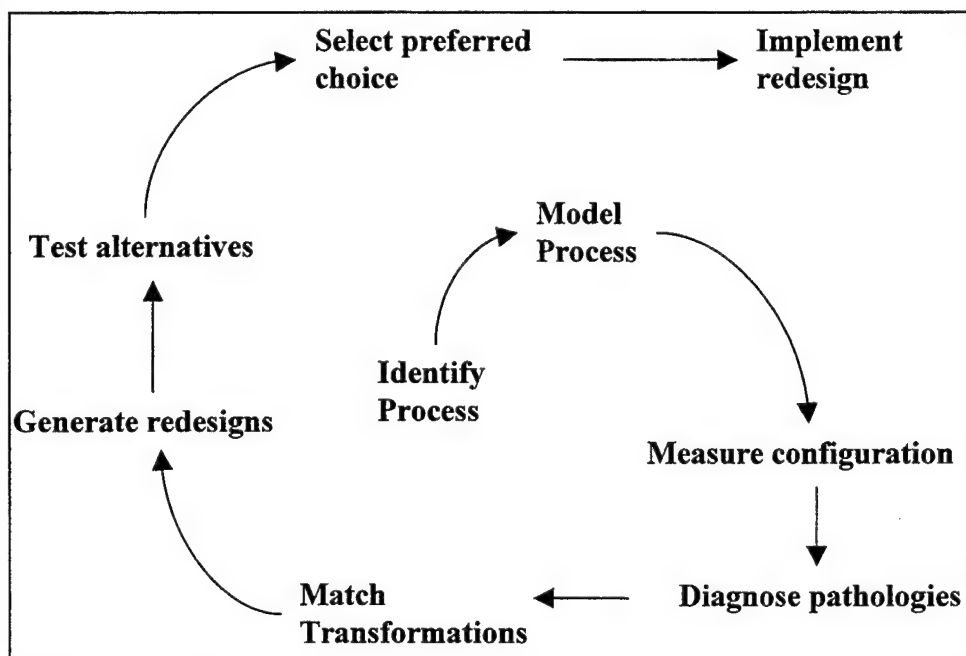 Select preferred
choice
Implement
redesign
Model
Process
Test alternatives
Identify
Process
Generate redesigns
Measure configuration
Match
Transformations
Diagnose pathologies